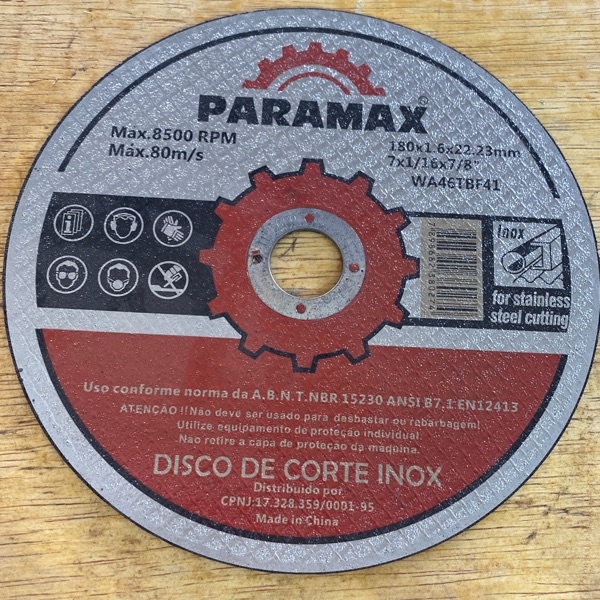 PARAMAX®
Max.8500 RPM
Máx.80m/s
180x1.6x22.23mm
7x1/16x7/8"
WA46TBF41
Inox
for stainless
steel cutting
Uso conforme norma da A.B.N.T.NBR 15230 ANSI B7.1 EN12413
ATENÇÃO !!Não deve ser usado para desbastar ou rebarbagem!
Utilize equipamento de proteção individual.
Não retire a capa de proteção da máquina.
DISCO DE CORTE INOX
Distribuido por
CPNJ:17.328.359/0001-95
Made in China